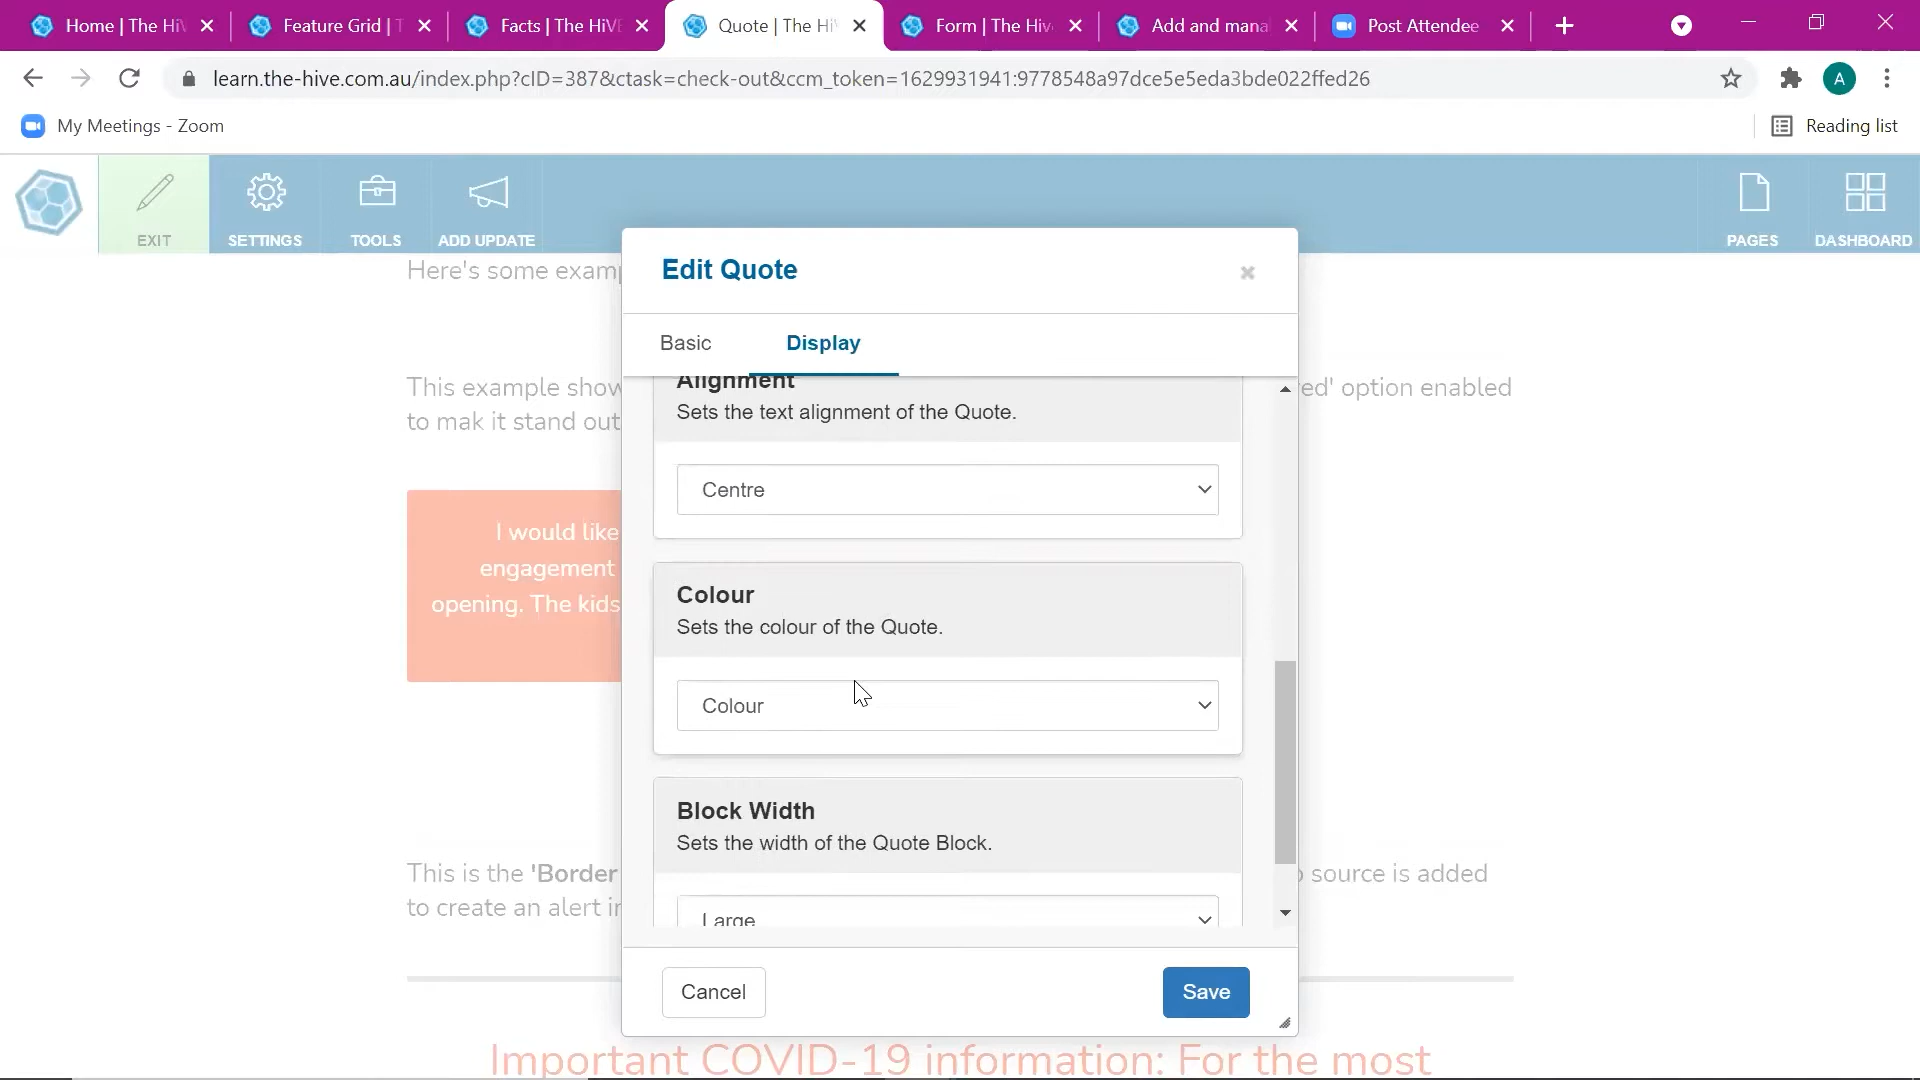 Home | The Hi
Feature Grid | T
Facts | The HiVE
Quote | The Hi
Form | The Hiv
Add and mana
Post Attendee
learn.the-hive.com.au/index.php?cID=387&ctask=check-out&ccm_token=1629931941:9778548a97dce5e5eda3bde022ffed26
A
My Meetings - Zoom
Reading list
EXIT
SETTINGS
TOOLS
ADD UPDATE
PAGES
DASHBOARD
Here's some examp
Edit Quote
Basic
Display
This example show
ed' option enabled
to mak it stand out
Alignment
Sets the text alignment of the Quote.
Centre
I would like
engagement
opening. The kids
Colour
Sets the colour of the Quote.
Colour
Block Width
Sets the width of the Quote Block.
Large
This is the 'Border
source is added
to create an alert i
Cancel
Save
Important COVID-19 information: For the most